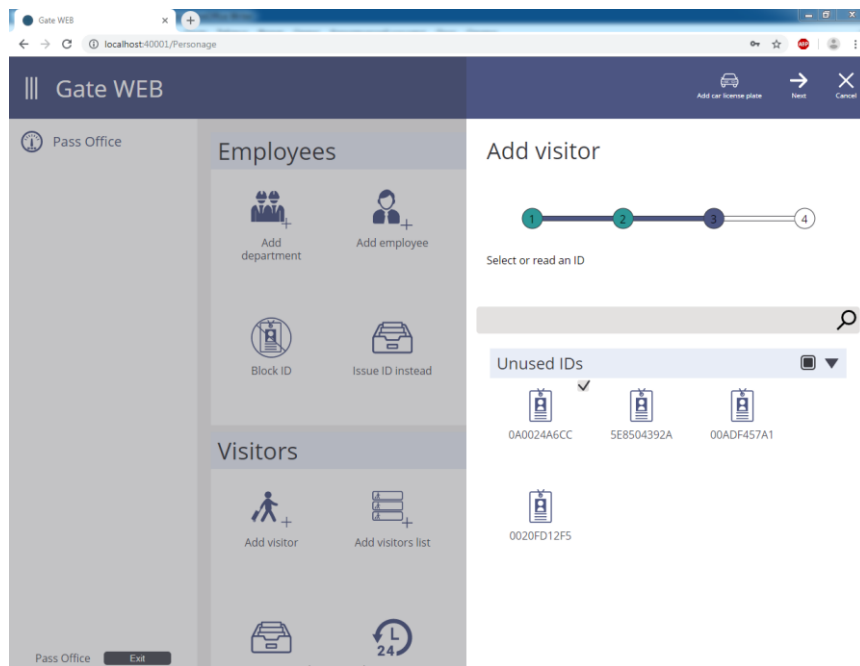 Gate WEB
localhost:40001/Personage
ABP
Gate WEB
Add car license plate
Next
Cancel
Pass Office
Employees
Add department
Add employee
Block ID
Issue ID instead
Visitors
Add visitor
Add visitors list
24
Pass Office
Exit
Add visitor
1
2
3
4
Select or read an ID
Unused IDs
0A0024A6CC
5E8504392A
00ADF457A1
0020FD12F5